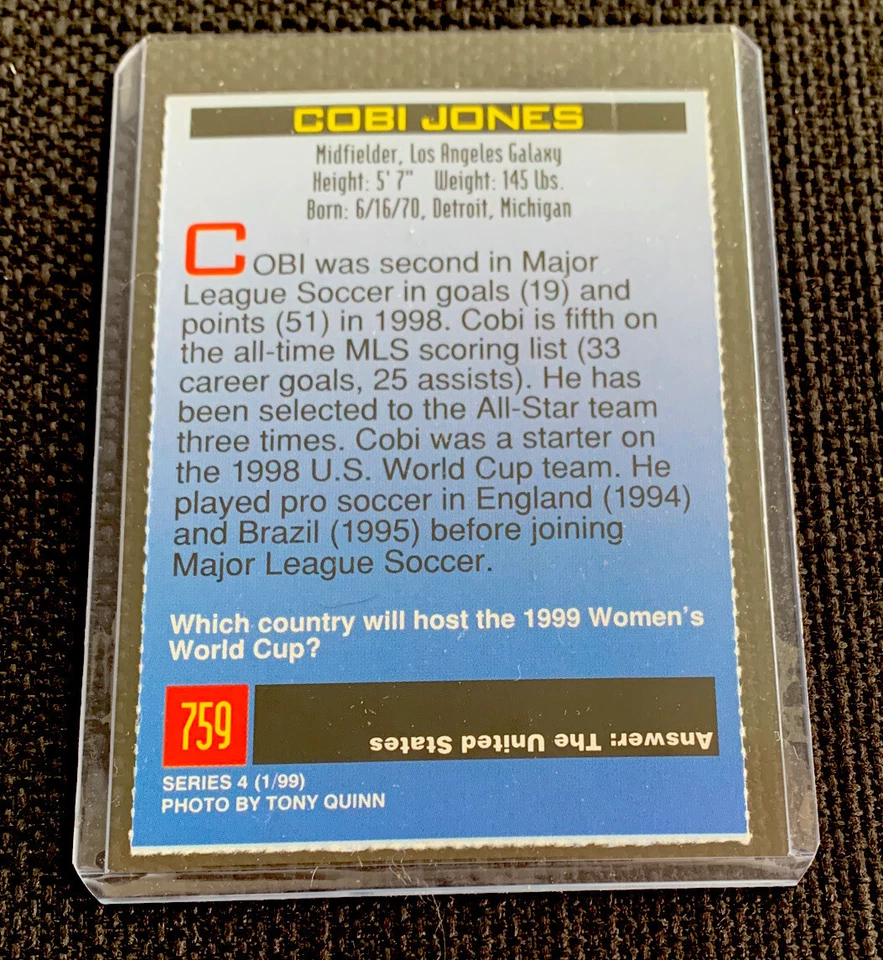 COBI JONES
Midfielder, Los Angeles Galaxy
Height: 5' 7" Weight: 145 lbs.
Born: 6/16/70, Detroit, Michigan
COBI was second in Major
League Soccer in goals (19) and
points (51) in 1998. Cobi is fifth on
the all-time MLS scoring list (33
career goals, 25 assists). He has
been selected to the All-Star team
three times. Cobi was a starter on
the 1998 U.S. World Cup team. He
played pro soccer in England (1994)
and Brazil (1995) before joining
Major League Soccer.
Which country will host the 1999 Women's
World Cup?
759
Answer: The United States
SERIES 4 (1/99)
PHOTO BY TONY QUINN